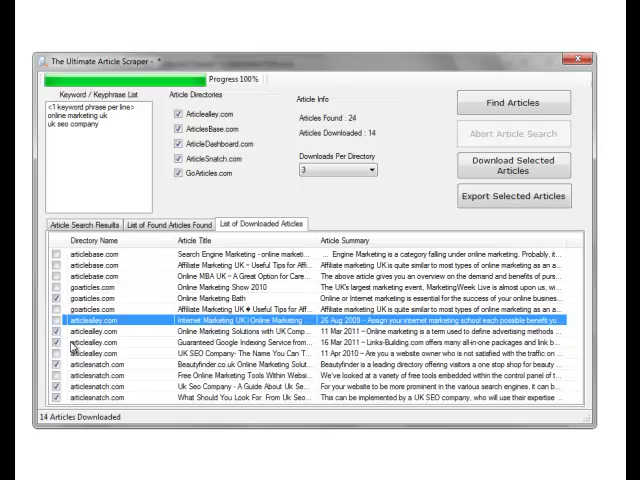 The Ultimate Article Scraper - *
Progress 100%
Keyword / Keyphrase List
<1 keyword phrase per line>
online marketing uk
uk seo company
Article Directories
Articlealley.com
ArticlesBase.com
ArticleDashboard.com
ArticleSnatch.com
GoArticles.com
Article Info
Articles Found : 24
Articles Downloaded : 14
Downloads Per Directory
3
Find Articles
Abort Article Search
Download Selected
Articles
Export Selected Articles
Article Search Results
List of Found Articles Found
List of Downloaded Articles
Directory Name Article Title Article Summary
articlebase.com Search Engine Marketing - online marketi... ... Engine Marketing is a category falling under online marketing. Probably, it...
articlebase.com Affiliate Marketing UK – Useful Tips for Affi... Affiliate marketing UK is quite similar to most types of online marketing as an a...
articlebase.com Online MBA UK – A Great Option for Care... The above article gives you an overview on the demand and benefits of purs...
goarticles.com Online Marketing Show 2010 The UK's largest marketing event, MarketingWeek Live is almost upon us, wi...
goarticles.com Online Marketing Bath Online or Internet marketing is essential for the success of your online busines...
goarticles.com Affiliate Marketing UK � Useful Tips for Affi... Affiliate marketing UK is quite similar to most types of online marketing as an a...
articlealley.com Internet Marketing UK | Online Marketing 26 Aug 2009 – Assign your internet marketing school each possible benefit yo...
articlealley.com Online Marketing Solutions with UK Comp... 11 Mar 2011 – Online marketing is a term used for define advertising methods ...
articlealley.com Guaranteed Google Indexing Service from... 16 Mar 2011 – Links-Building.com offers many all-in-one packages and link b...
articlealley.com UK SEO Company- The Name You Can T... 11 Apr 2010 – Are you a website owner who is not satisfied with the traffic on ...
articlesnatch.com Beautyfinder.co.uk Online Marketing Solut... Beautyfinder is a leading directory offering visitors a one stop shop for beauty ...
articlesnatch.com Free Online Marketing Tools Within Websi... We've looked at a variety of free tools embedded within the control panel of t...
articlesnatch.com Uk Seo Company - A Guide About Uk Se... For your website to be more prominent in the various search engines, it can b...
articlesnatch.com What Should You Look For From Uk Seo... This can be implemented by a UK SEO company, who will use their expertise ...
14 Articles Downloaded